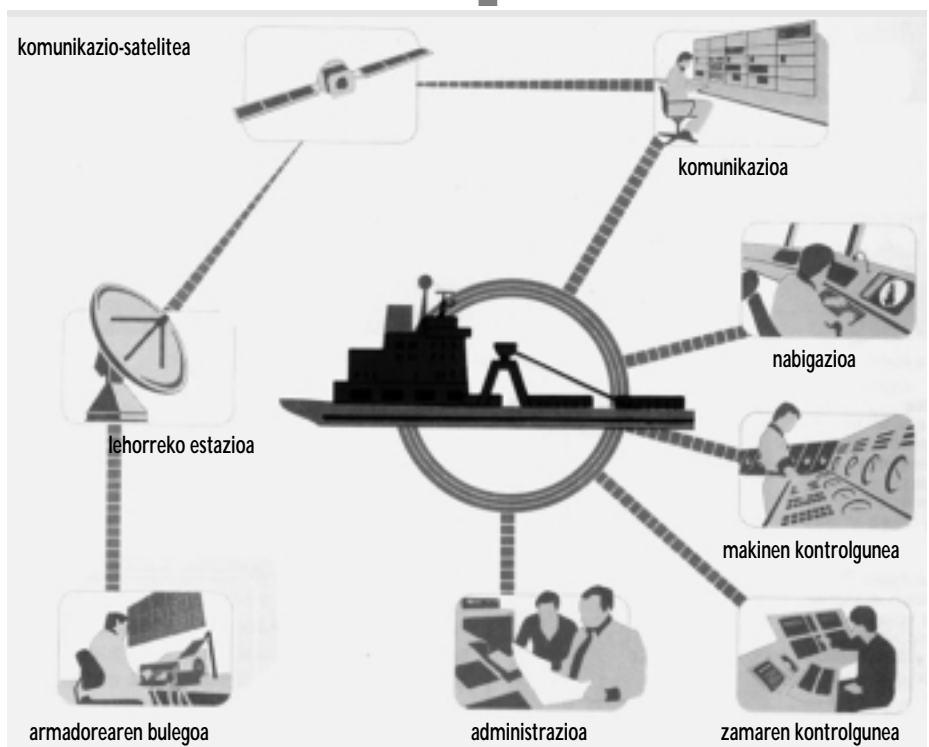 komunikazio-satelitea
komunikazioa
nabigazioa
lehorreko estazioa
makinen kontrolgunea
armadorearen bulegoa
administrazioa
zamaren kontrolgunea